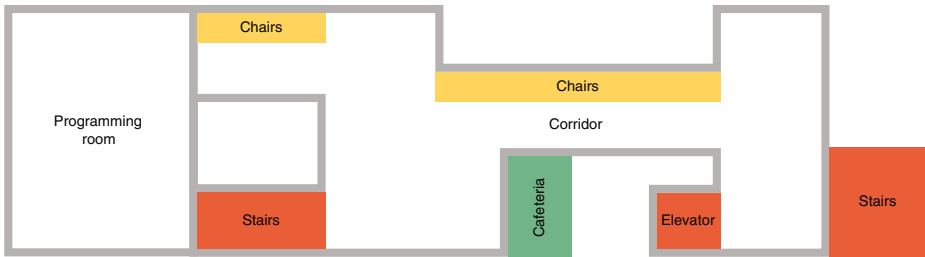 Chairs
Chairs
Programming
room
Corridor
Stairs
Cafeteria
Elevator
Stairs